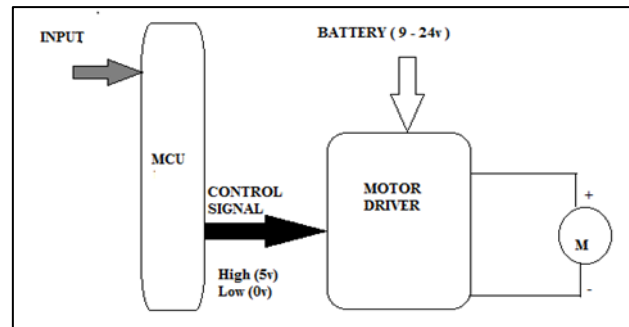 INPUT
BATTERY ( 9 - 24v )
MCU
CONTROL
SIGNAL
High (5v)
Low (0v)
MOTOR
DRIVER
+
M
-